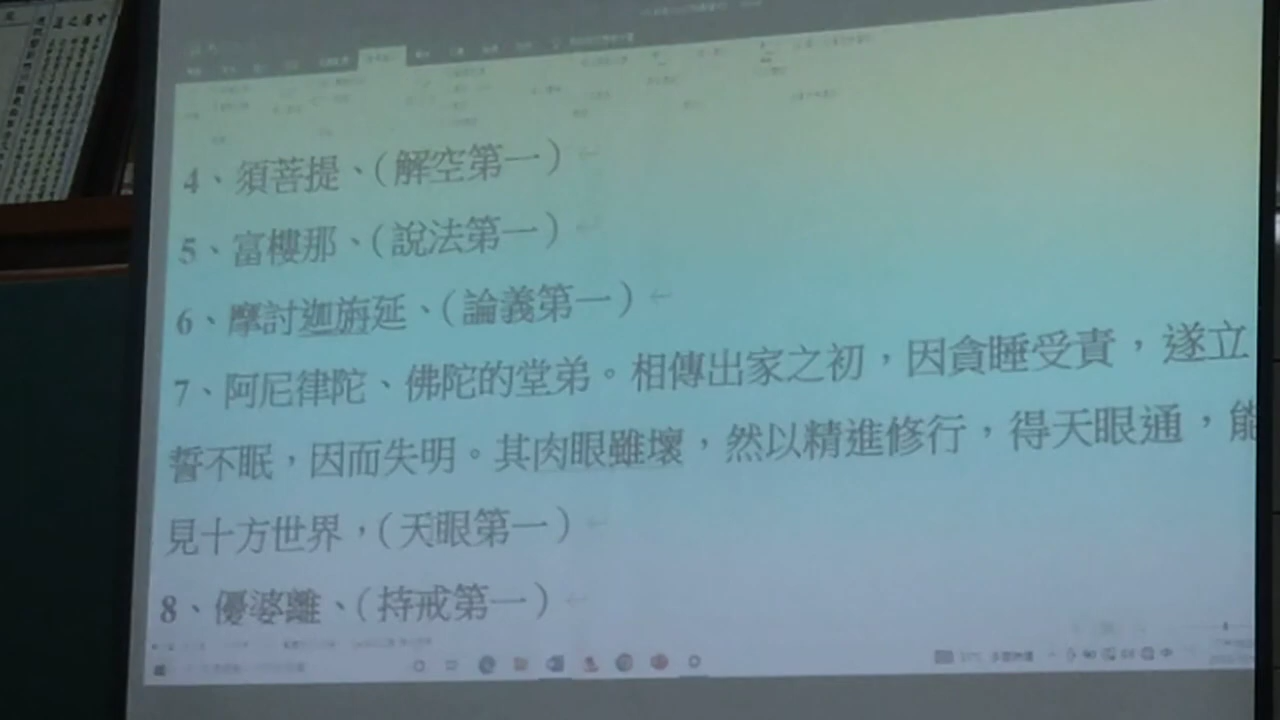 4、須菩提、（解空第一）
5、富樓那、（說法第一）
6、摩討迦旃延、（論義第一）
7、阿尼律陀、佛陀的堂弟。相傳出家之初，因貪睡受責，遂立
誓不眠，因而失明。其肉眼雖壞，然以精進修行，得天眼通，能
見十方世界，（天眼第一）
8、優婆離、（持戒第一）